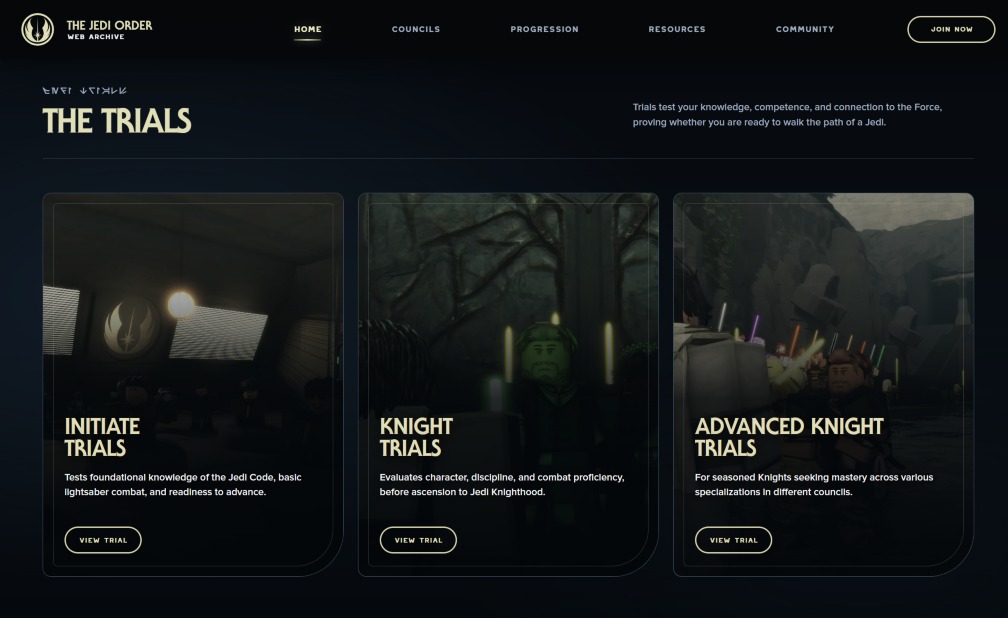 THE JEDI ORDER
WEB ARCHIVE
HOME
COUNCILS
PROGRESSION
RESOURCES
COMMUNITY
JOIN NOW
THE TRIALS
Trials test your knowledge, competence, and connection to the Force,
proving whether you are ready to walk the path of a Jedi.
INITIATE
TRIALS
Tests foundational knowledge of the Jedi Code, basic
lightsaber combat, and readiness to advance.
VIEW TRIAL
KNIGHT
TRIALS
Evaluates character, discipline, and combat proficiency,
before ascension to Jedi Knighthood.
VIEW TRIAL
ADVANCED KNIGHT
TRIALS
For seasoned Knights seeking mastery across various
specializations in different councils.
VIEW TRIAL